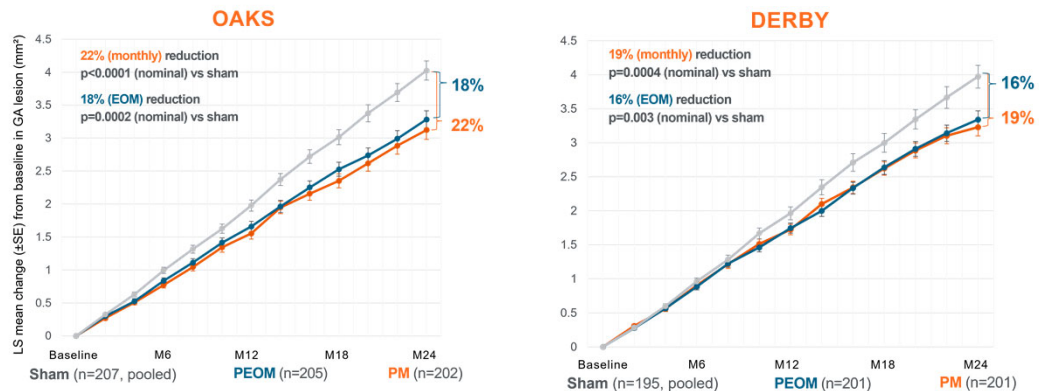 OAKS
LS mean change (±SE) from baseline in GA lesion (mm²)
4.5
4
3.5
3
2.5
2
1.5
1
0.5
0
22% (monthly) reduction
p<0.0001 (nominal) vs sham
18% (EOM) reduction
p=0.0002 (nominal) vs sham
18%
22%
Baseline M6 M12 M18 M24
Sham (n=207, pooled) PEOM (n=205) PM (n=202)
DERBY
4.5
4
3.5
3
2.5
2
1.5
1
0.5
0
19% (monthly) reduction
p=0.0004 (nominal) vs sham
16% (EOM) reduction
p=0.003 (nominal) vs sham
16%
19%
Baseline M6 M12 M18 M24
Sham (n=195, pooled) PEOM (n=201) PM (n=201)